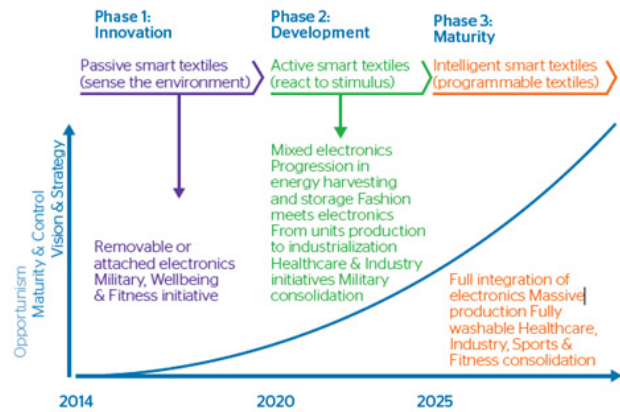 Phase 1:
Innovation
Phase 2:
Development
Phase 3:
Maturity
Passive smart textiles
(sense the environment)
Active smart textiles
(react to stimulus)
Intelligent smart textiles
(programmable textiles)
Opportunism
Maturity & Control
Vision & Strategy
Removable or
attached electronics
Military, Wellbeing
& Fitness initiative
Mixed electronics
Progression in
energy harvesting
and storage Fashion
meets electronics
From units production
to industrialization
Healthcare & Industry
initiatives Military
consolidation
Full integration of
electronics Massive
production Fully
washable Healthcare,
Industry, Sports &
Fitness consolidation
2014
2020
2025